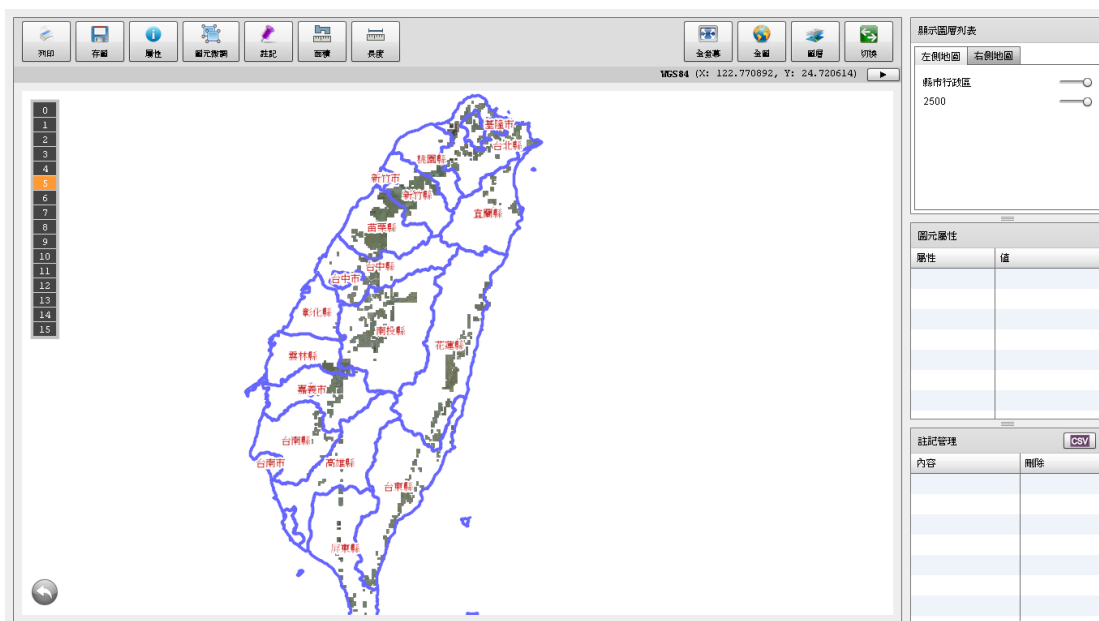 列印 存圖 屬性 圖元微調 註記 面積 長度 全螢幕 全圖 圖層 切換
WGS84 (X: 122.770892, Y: 24.720614)
0
1
2
3
4
5
6
7
8
9
10
11
12
13
14
15
基隆市
台北縣
桃園縣
新竹市
新竹縣
宜蘭縣
苗栗縣
台中縣
台中市
彰化縣
南投縣
花蓮縣
雲林縣
嘉義市
台南縣
台南市
高雄縣
台東縣
屏東縣
顯示圖層列表
左側地圖 右側地圖
縣市行政區
2500
圖元屬性
屬性 值
註記管理 CSV
內容 刪除